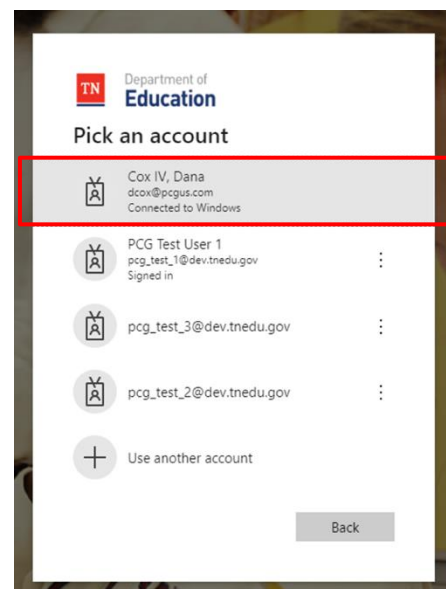 TN
Department of
Education
Pick an account
Cox IV, Dana
dcox@pcgus.com
Connected to Windows
PCG Test User 1
pcg_test_1@dev.tnedu.gov
Signed in
pcg_test_3@dev.tnedu.gov
pcg_test_2@dev.tnedu.gov
Use another account
Back